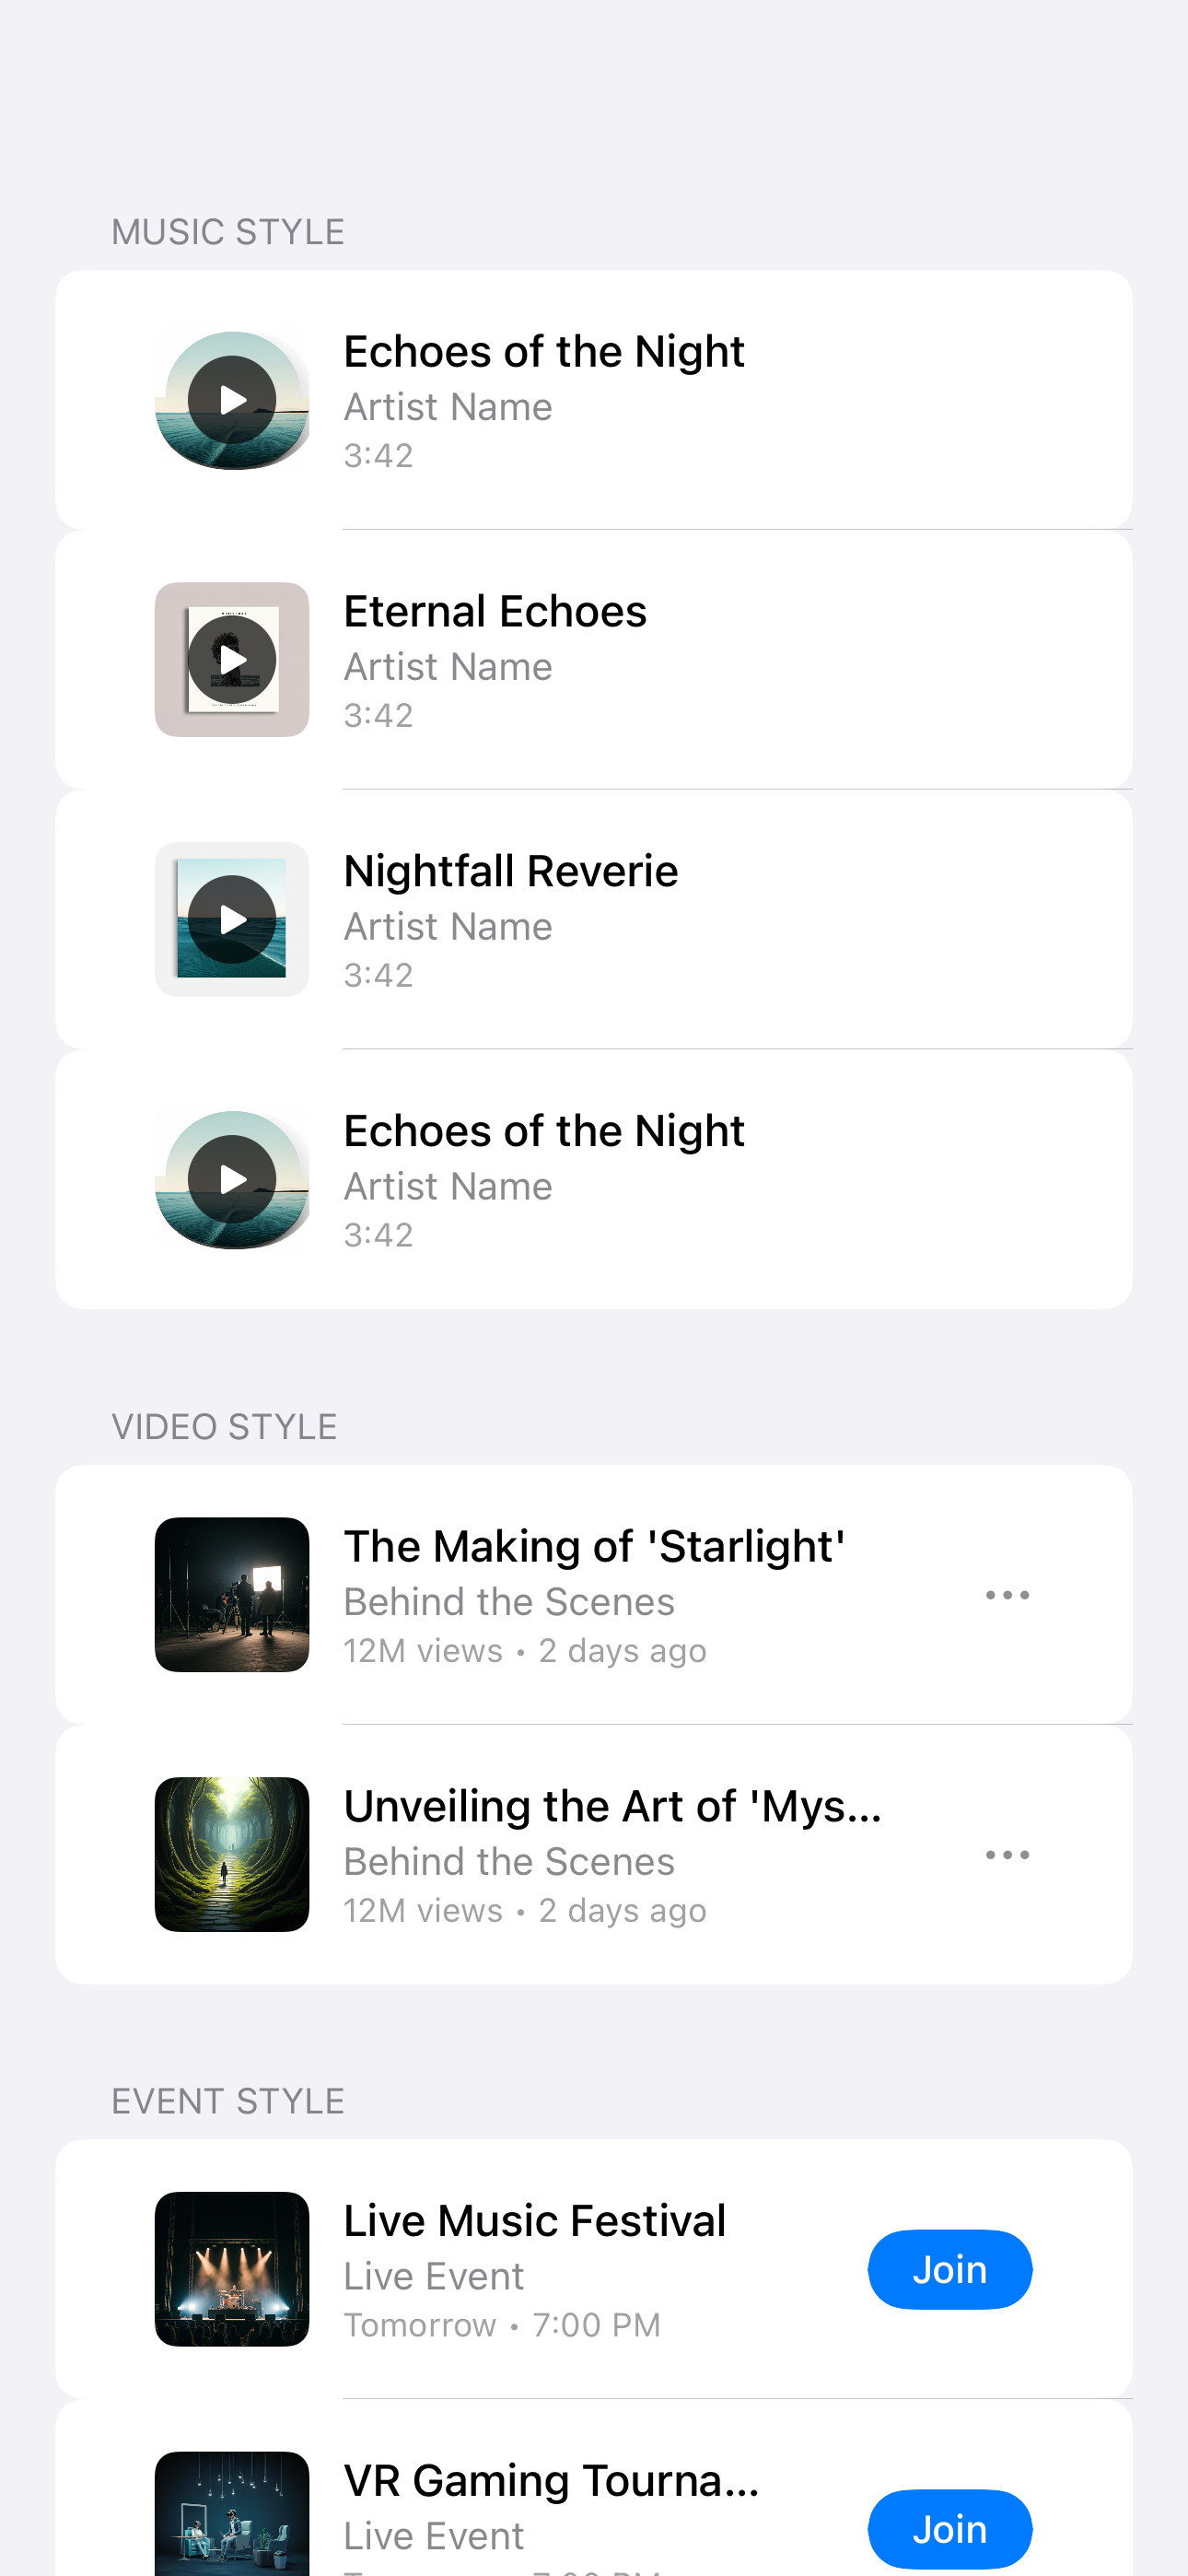 MUSIC STYLE
Echoes of the Night
Artist Name
3:42
Eternal Echoes
Artist Name
3:42
Nightfall Reverie
Artist Name
3:42
Echoes of the Night
Artist Name
3:42
VIDEO STYLE
The Making of 'Starlight'
Behind the Scenes
12M views • 2 days ago
Unveiling the Art of 'Mys...
Behind the Scenes
12M views • 2 days ago
EVENT STYLE
Live Music Festival
Live Event
Tomorrow • 7:00 PM
Join
VR Gaming Tourna...
Live Event
Join